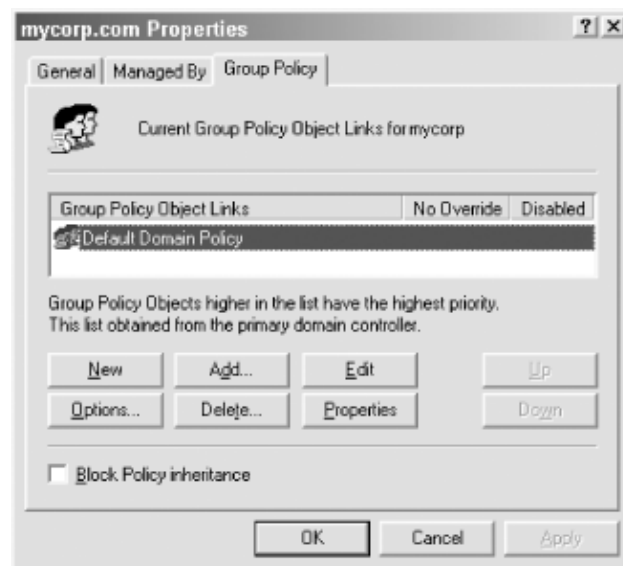 mycorp.com Properties ? X
General Managed By Group Policy
Current Group Policy Object Links for mycorp
Group Policy Object Links No Override Disabled
Default Domain Policy
Group Policy Objects higher in the list have the highest priority.
This list obtained from the primary domain controller.
New Add... Edit Up
Options... Delete... Properties Down
Block Policy inheritance
OK Cancel Apply